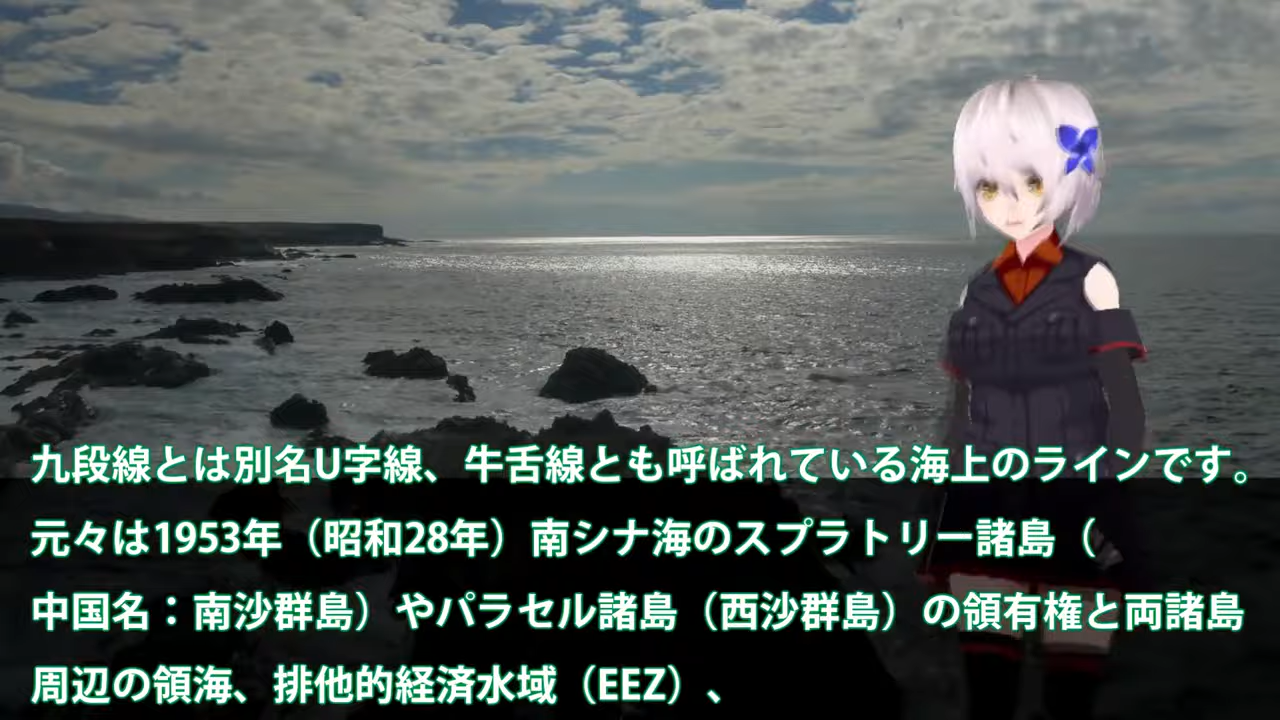 九段線とは別名U字線、牛舌線とも呼ばれている海上のラインです。
元々は1953年（昭和28年）南シナ海のスプラトリー諸島（
中国名：南沙群島）やパラセル諸島（西沙群島）の領有権と両諸島
周辺の領海、排他的経済水域（EEZ）、